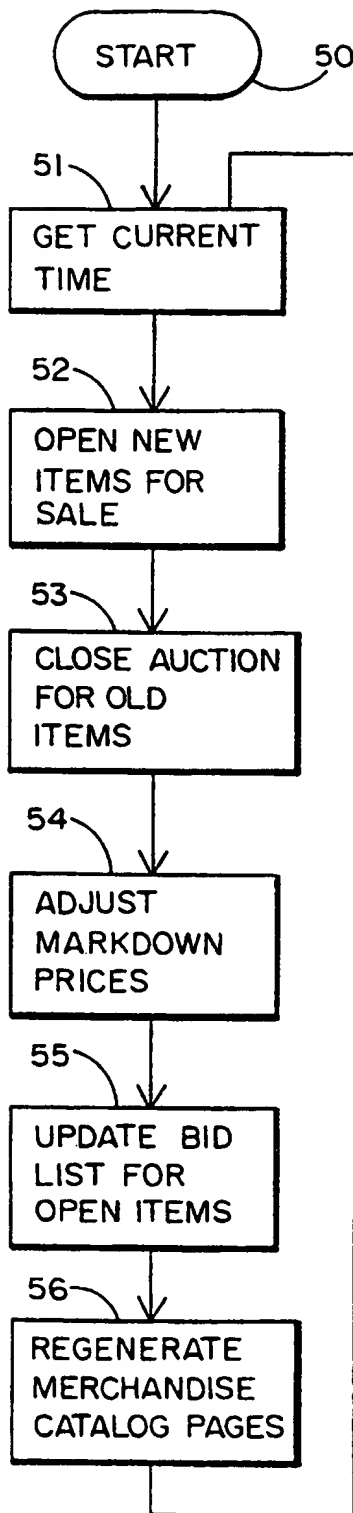 START
50
51
GET CURRENT
TIME
52
OPEN NEW
ITEMS FOR
SALE
53
CLOSE AUCTION
FOR OLD
ITEMS
54
ADJUST
MARKDOWN
PRICES
55
UPDATE BID
LIST FOR
OPEN ITEMS
56
REGENERATE
MERCHANDISE
CATALOG PAGES